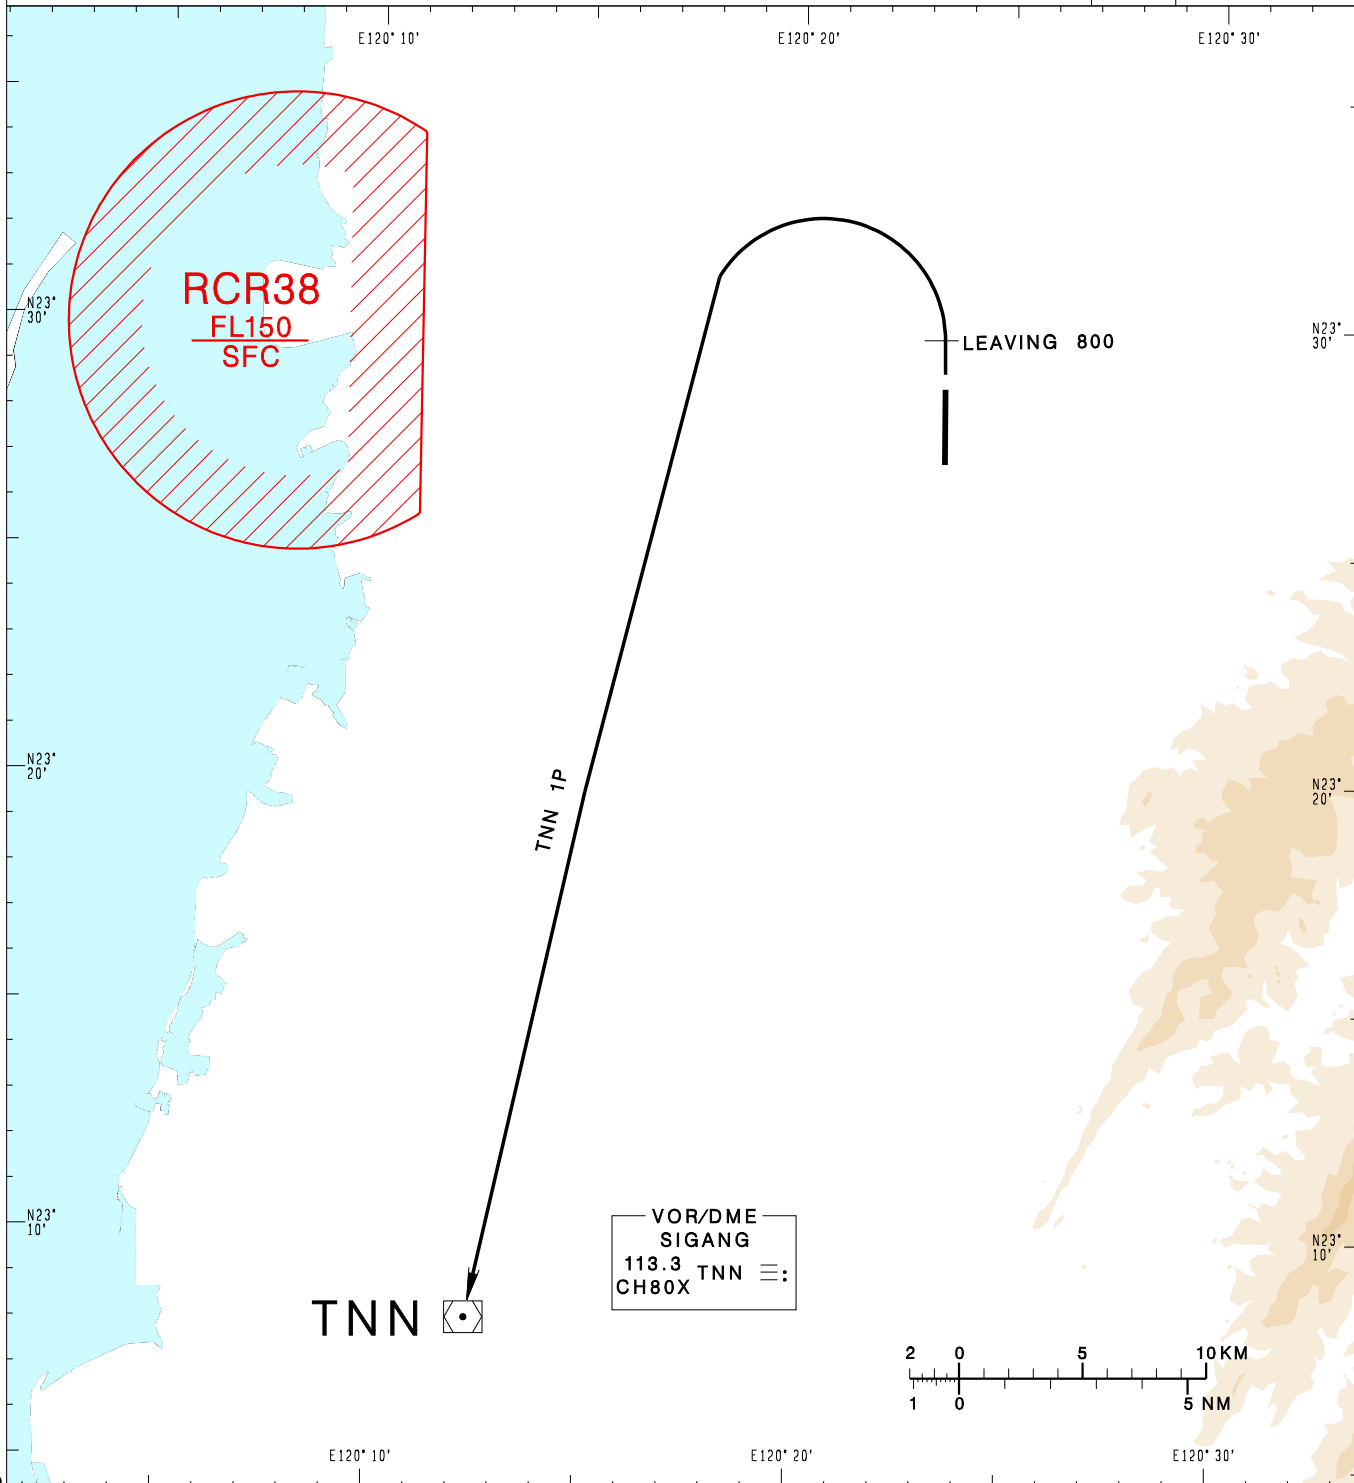 E120° 10'
E120° 20'
E120° 30'
RCR38
FL150
SFC
N23°
30'
N23°
30'
LEAVING 800
TNN 1P
N23°
20'
N23°
20'
N23°
10'
N23°
10'
VOR/DME
SIGANG
113.3
CH80X
TNN
TNN
2 0 5 10KM
1 0 5 NM
E120° 10'
E120° 20'
E120° 30'